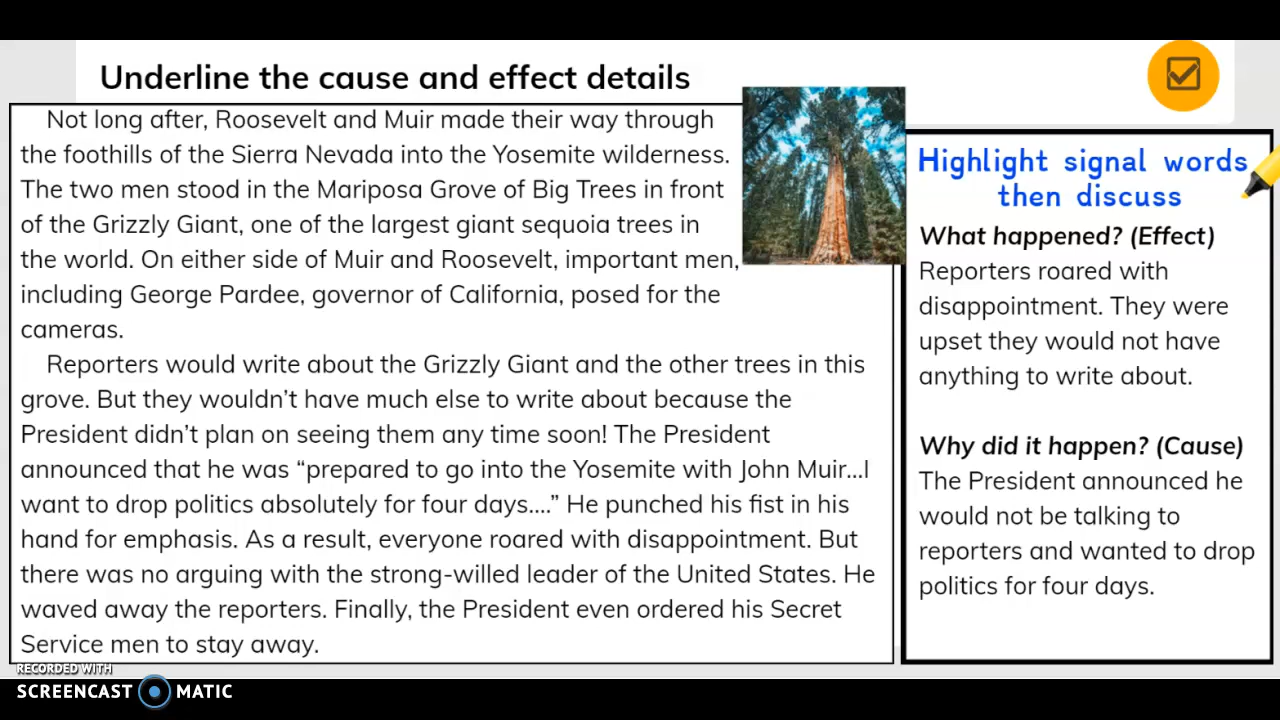 Underline the cause and effect details
Not long after, Roosevelt and Muir made their way through
the foothills of the Sierra Nevada into the Yosemite wilderness.
The two men stood in the Mariposa Grove of Big Trees in front
of the Grizzly Giant, one of the largest giant sequoia trees in
the world. On either side of Muir and Roosevelt, important men,
including George Pardee, governor of California, posed for the
cameras.
Reporters would write about the Grizzly Giant and the other trees in this
grove. But they wouldn't have much else to write about because the
President didn't plan on seeing them any time soon! The President
announced that he was “prepared to go into the Yosemite with John Muir...I
want to drop politics absolutely for four days....” He punched his fist in his
hand for emphasis. As a result, everyone roared with disappointment. But
there was no arguing with the strong-willed leader of the United States. He
waved away the reporters. Finally, the President even ordered his Secret
Service men to stay away.
Highlight signal words
then discuss
What happened? (Effect)
Reporters roared with
disappointment. They were
upset they would not have
anything to write about.
Why did it happen? (Cause)
The President announced he
would not be talking to
reporters and wanted to drop
politics for four days.
RECORDED WITH
SCREENCAST MATIC